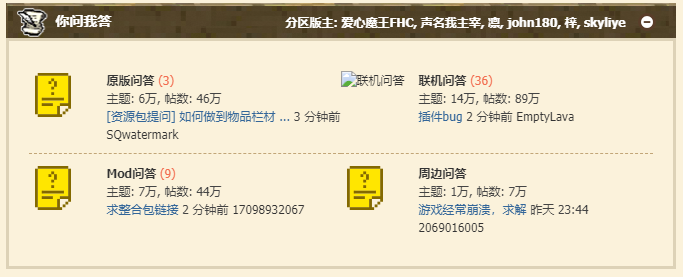 你问我答
分区版主: 爱心魔王FHC, 声名我主宰, 凛, john180, 梓, skyliye
原版问答 (3)
主题: 6万, 帖数: 46万
[资源包提问] 如何做到物品栏材 ... 3 分钟前
SQwatermark
联机问答
联机问答 (36)
主题: 14万, 帖数: 89万
插件bug 2 分钟前 EmptyLava
Mod问答 (9)
主题: 7万, 帖数: 44万
求整合包链接 2 分钟前 17098932067
周边问答
主题: 1万, 帖数: 7万
游戏经常崩溃，求解 昨天 23:44
2069016005